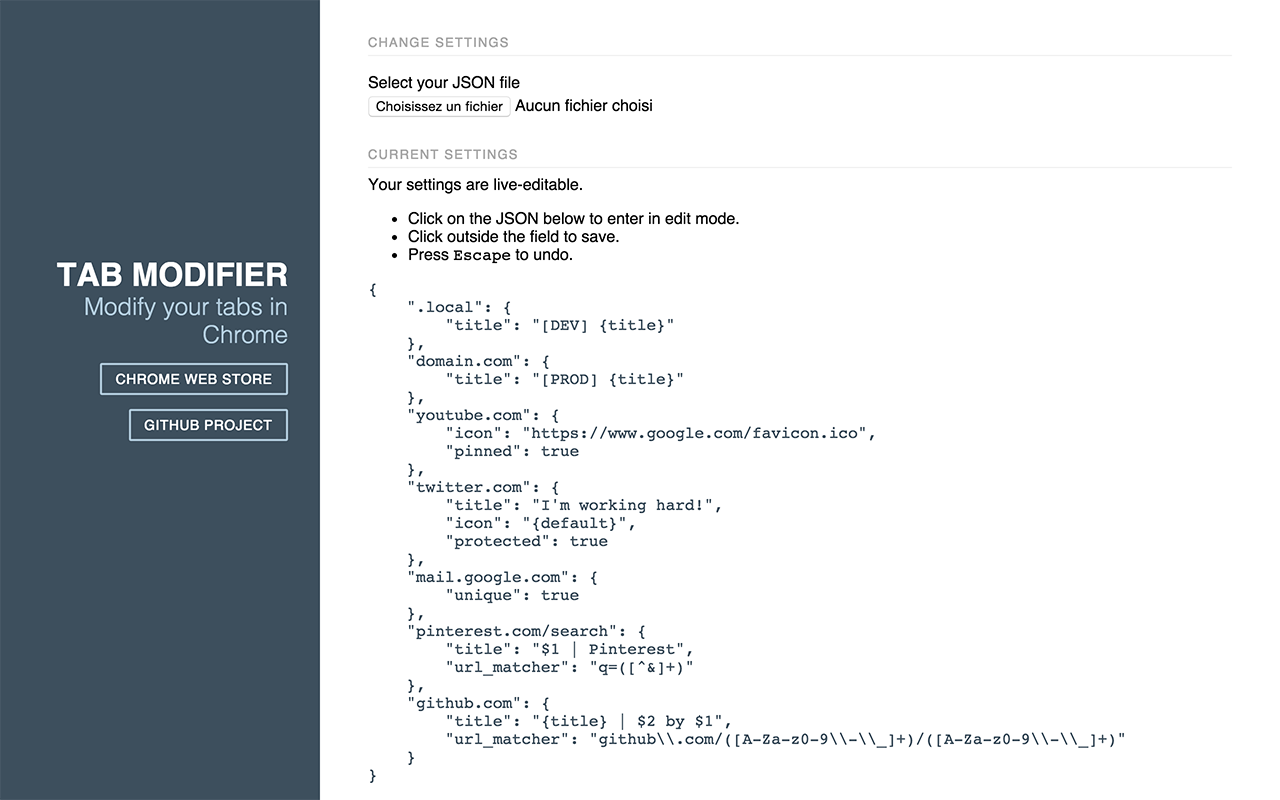 TAB MODIFIER
Modify your tabs in
Chrome
CHROME WEB STORE
GITHUB PROJECT
CHANGE SETTINGS
Select your JSON file
Choisissez un fichier Aucun fichier choisi
CURRENT SETTINGS
Your settings are live-editable.
• Click on the JSON below to enter in edit mode.
• Click outside the field to save.
• Press Escape to undo.
{
    ".local": {
        "title": "[DEV] {title}"
    },
    "domain.com": {
        "title": "[PROD] {title}"
    },
    "youtube.com": {
        "icon": "https://www.google.com/favicon.ico",
        "pinned": true
    },
    "twitter.com": {
        "title": "I'm working hard!",
        "icon": "{default}",
        "protected": true
    },
    "mail.google.com": {
        "unique": true
    },
    "pinterest.com/search": {
        "title": "$1 | Pinterest",
        "url_matcher": "q=([^&]+)"
    },
    "github.com": {
        "title": "{title} | $2 by $1",
        "url_matcher": "github\\.com/([A-Za-z0-9\\-\\_]+)/([A-Za-z0-9\\-\\_]+)"
    }
}